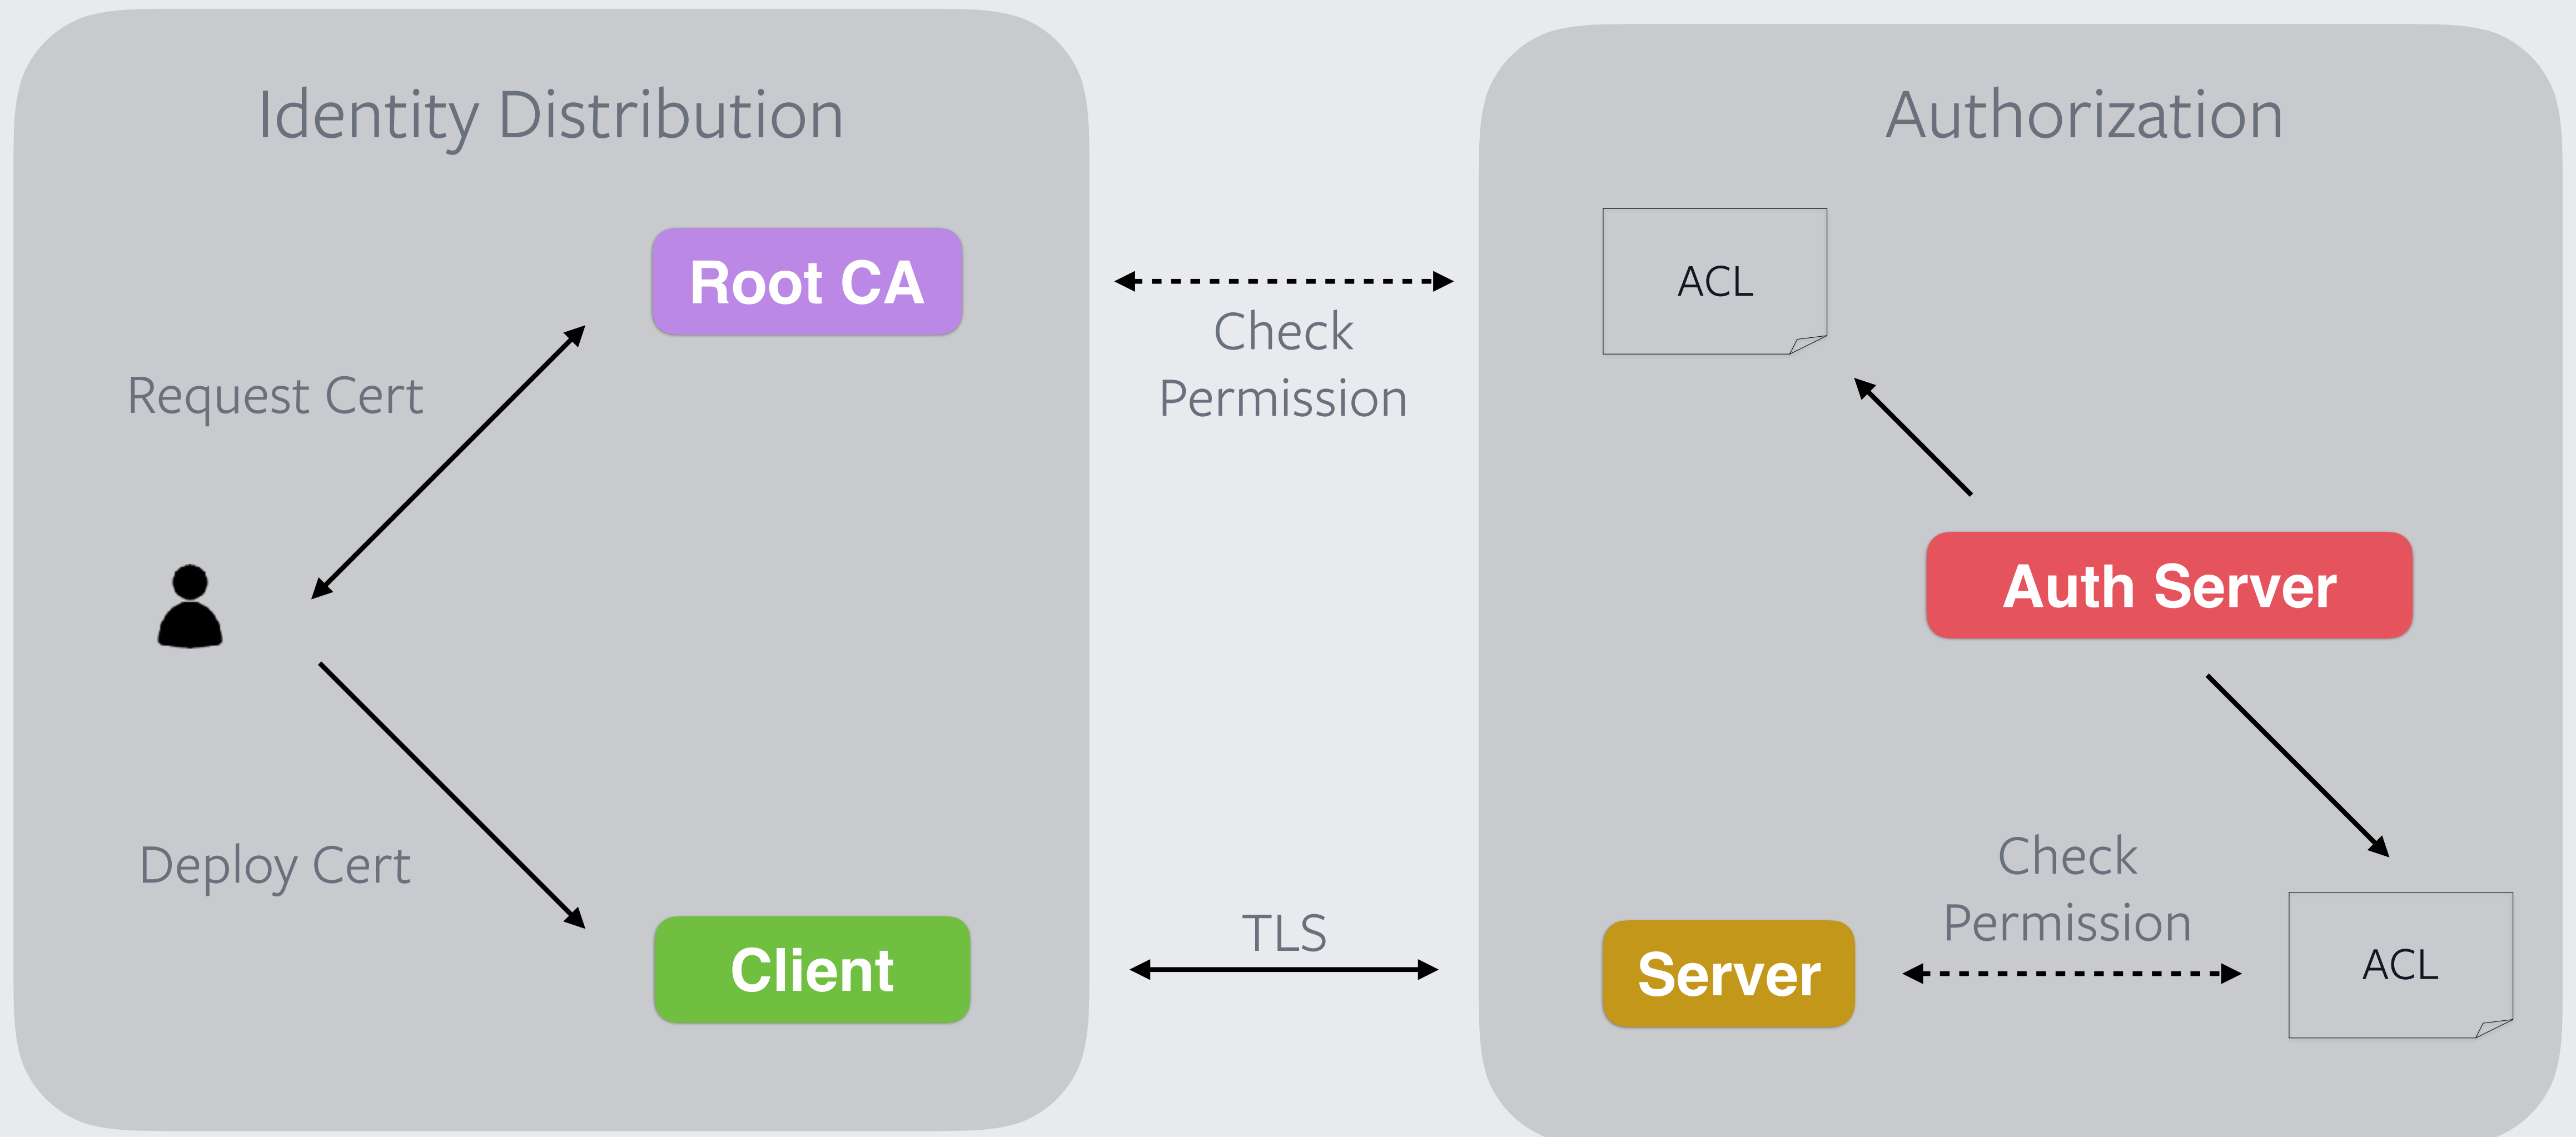 Identity Distribution
Root CA
Request Cert
Deploy Cert
Client
Check
Permission
TLS
Authorization
ACL
Auth Server
Check
Permission
Server
ACL